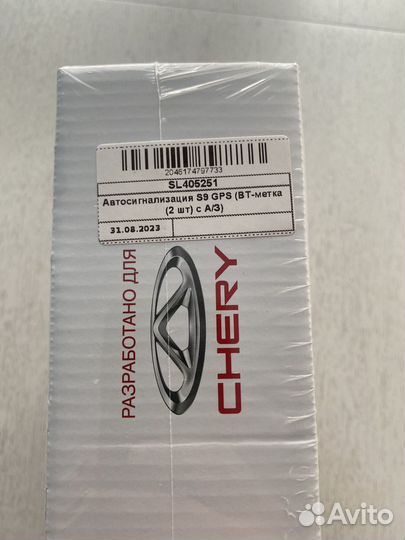 2046174797733
SL405251
Автосигнализация S9 GPS (BT-метка
(2 шт) с А/З)
31.08.2023
РАЗРАБОТАНО ДЛЯ
CHERY
Avito